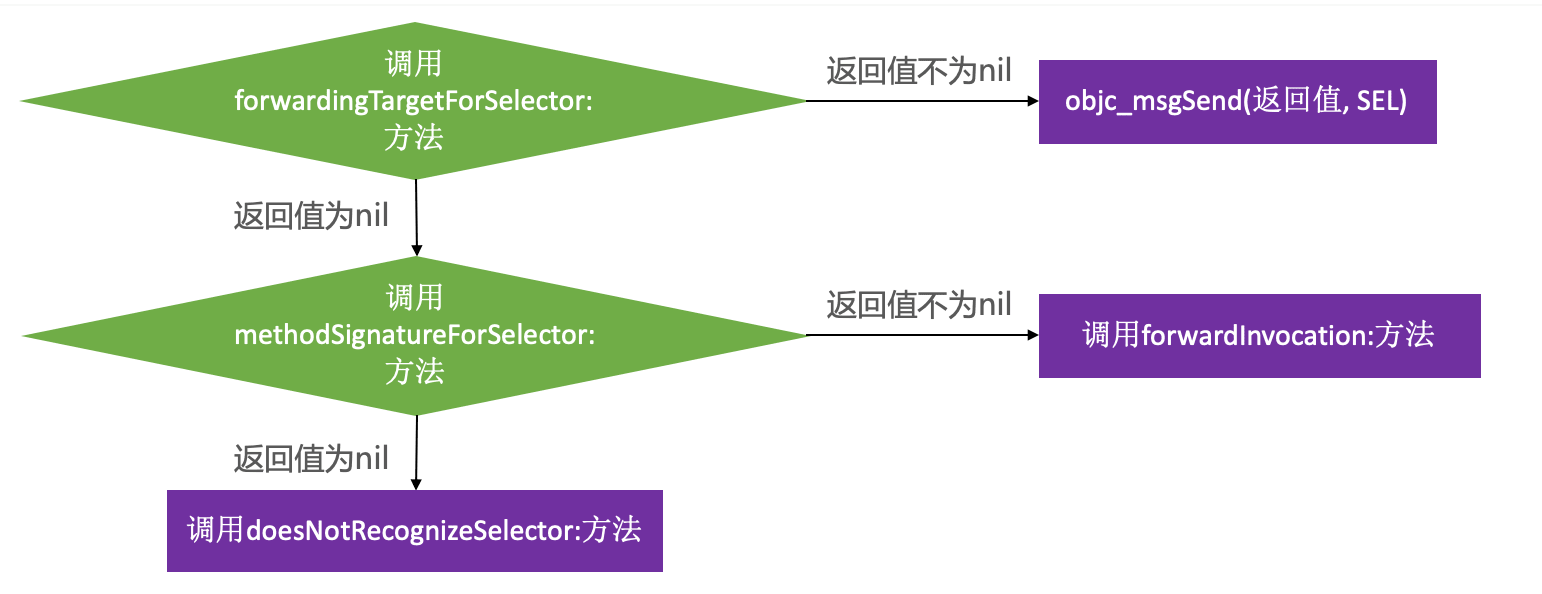 调用
forwardingTargetForSelector:
方法
返回值不为nil
objc_msgSend(返回值, SEL)
返回值为nil
调用
methodSignatureForSelector:
方法
返回值不为nil
调用forwardInvocation:方法
返回值为nil
调用doesNotRecognizeSelector:方法